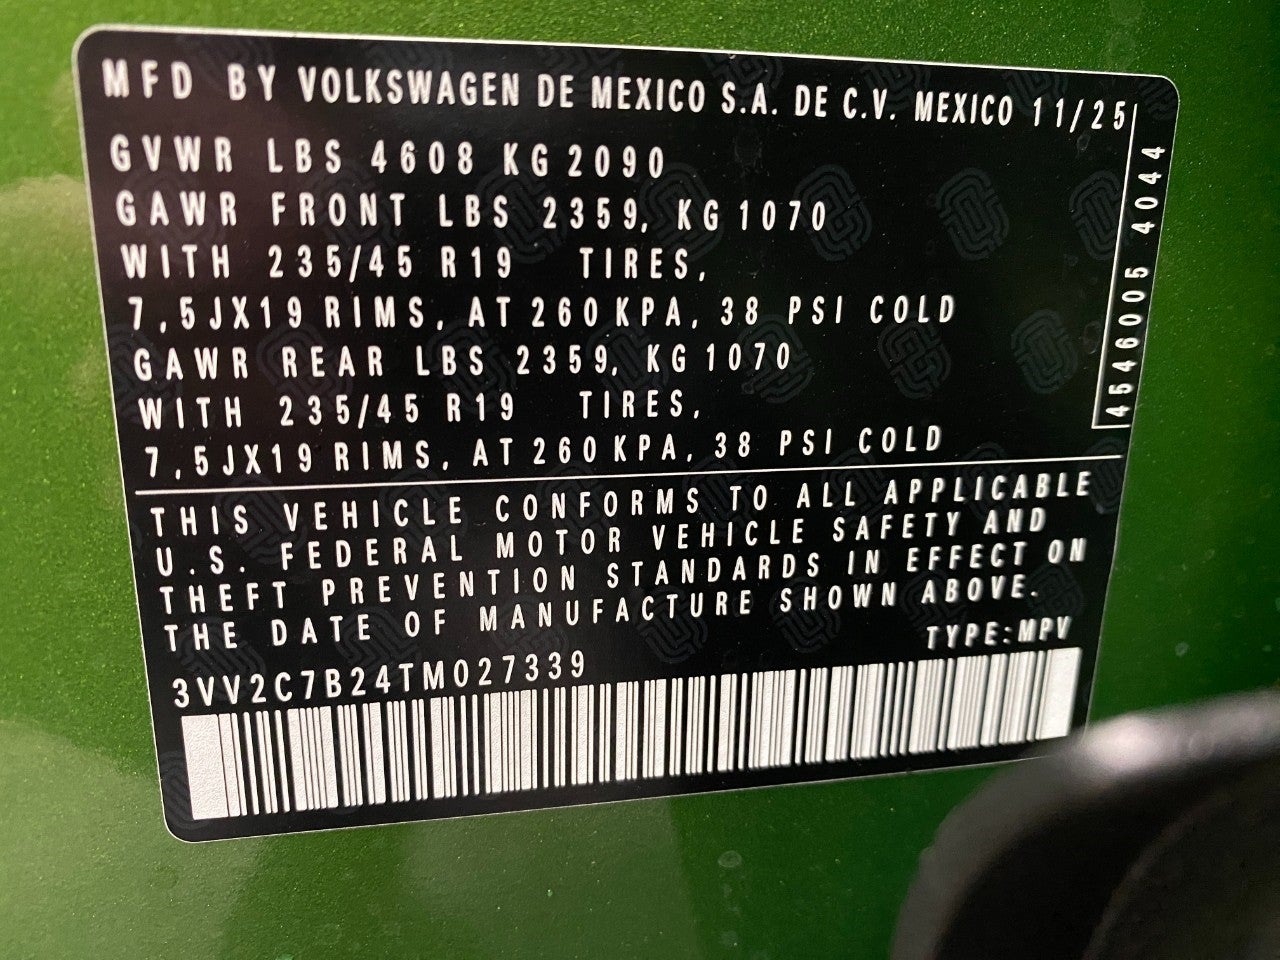 MFD BY VOLKSWAGEN DE MEXICO S.A. DE C.V. MEXICO 11/25
GVWR LBS 4608 KG 2090
GAWR FRONT LBS 2359, KG 1070
WITH 235/45 R19 TIRES,
7,5JX19 RIMS, AT 260 KPA, 38 PSI COLD
GAWR REAR LBS 2359, KG 1070
WITH 235/45 R19 TIRES,
7,5JX19 RIMS, AT 260 KPA, 38 PSI COLD
4546005 4044
THIS VEHICLE CONFORMS TO ALL APPLICABLE
U.S. FEDERAL MOTOR VEHICLE SAFETY AND
THEFT PREVENTION STANDARDS IN EFFECT ON
THE DATE OF MANUFACTURE SHOWN ABOVE.
TYPE:MPV
3VV2C7B24TM027339